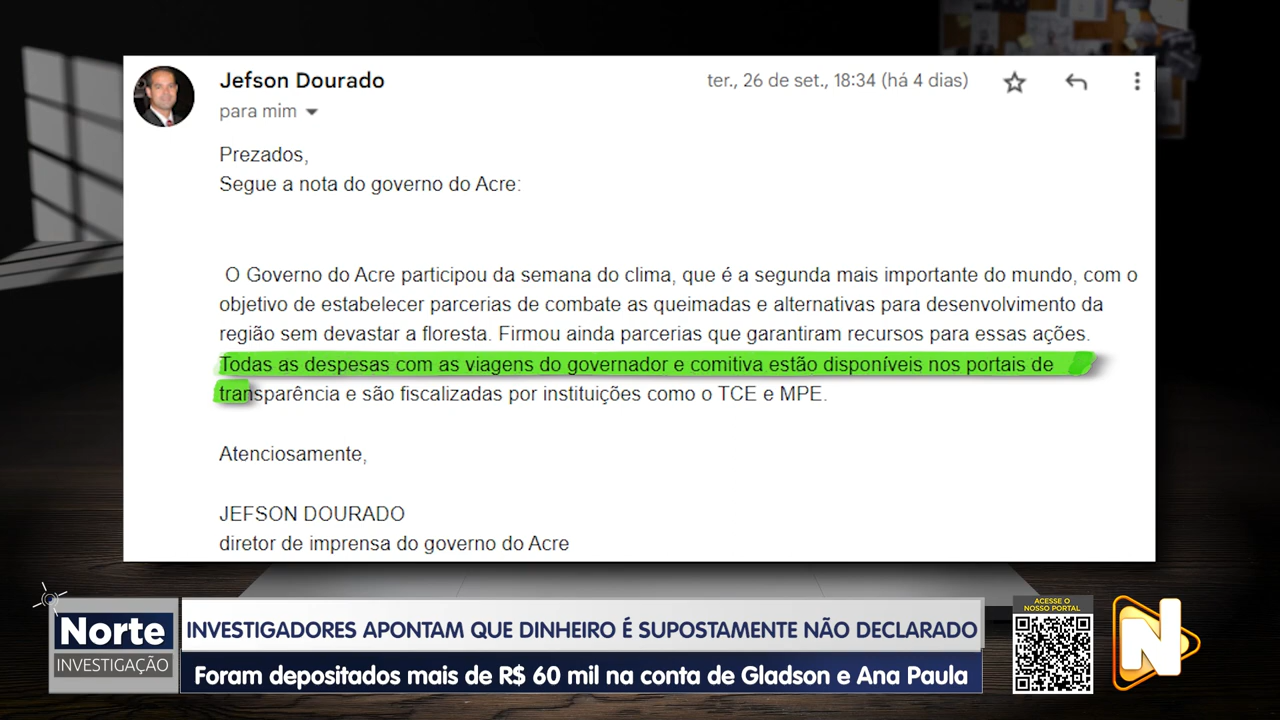 Jefson Dourado
ter., 26 de set., 18:34 (há 4 dias)
para mim
Prezados,
Segue a nota do governo do Acre:
O Governo do Acre participou da semana do clima, que é a segunda mais importante do mundo, com o
objetivo de estabelecer parcerias de combate as queimadas e alternativas para desenvolvimento da
região sem devastar a floresta. Firmou ainda parcerias que garantiram recursos para essas ações.
Todas as despesas com as viagens do governador e comitiva estão disponíveis nos portais de
transparência e são fiscalizadas por instituições como o TCE e MPE.
Atenciosamente,
JEFSON DOURADO
diretor de imprensa do governo do Acre
Norte
INVESTIGAÇÃO
INVESTIGADORES APONTAM QUE DINHEIRO É SUPOSTAMENTE NÃO DECLARADO
Foram depositados mais de R$ 60 mil na conta de Gladson e Ana Paula
ACESSE O
NOSSO PORTAL
N